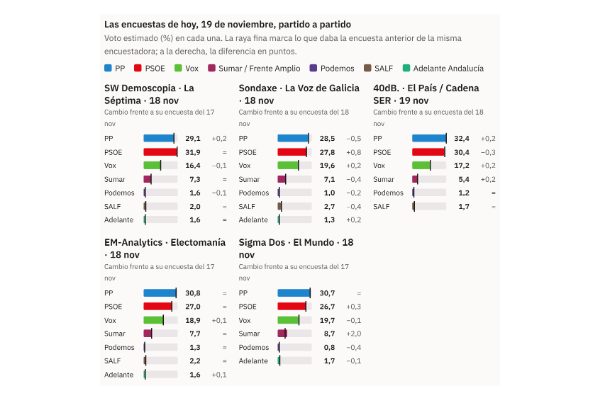 Las encuestas de hoy, 19 de noviembre, partido a partido
Voto estimado (%) en cada una. La raya fina marca lo que daba la encuesta anterior de la misma
encuestadora; a la derecha, la diferencia en puntos.
PP PSOE Vox Sumar / Frente Amplio Podemos SALF Adelante Andalucía
SW Demoscopia · La
Séptima · 18 nov
Cambio frente a su encuesta del 17
nov
PP 29,1 +0,2
PSOE 31,9 =
Vox 16,4 −0,1
Sumar 7,3 =
Podemos 1,6 −0,1
SALF 2,0 –
Adelante 1,6 –
Sondaxe · La Voz de Galicia
· 18 nov
Cambio frente a su encuesta del 18
nov
PP 28,5 −0,5
PSOE 27,8 +0,8
Vox 19,6 +0,2
Sumar 7,1 −0,4
Podemos 1,0 −0,2
SALF 2,7 −0,4
Adelante 1,3 +0,2
40dB. · El País / Cadena
SER · 19 nov
Cambio frente a su encuesta del 18
nov
PP 32,4 +0,2
PSOE 30,4 −0,3
Vox 17,2 +0,2
Sumar 5,4 +0,2
Podemos 1,2 –
SALF 1,7 –
EM-Analytics · Electomanía
· 18 nov
Cambio frente a su encuesta del 17
nov
PP 30,8 =
PSOE 27,0 –
Vox 18,9 +0,1
Sumar 7,7 –
Podemos 1,3 =
SALF 2,2 =
Adelante 1,6 +0,1
Sigma Dos · El Mundo · 18
nov
Cambio frente a su encuesta del 17
nov
PP 30,7 =
PSOE 26,7 +0,3
Vox 19,7 −0,1
Sumar 8,7 +2,0
Podemos 0,8 −0,4
Adelante 1,7 −0,1